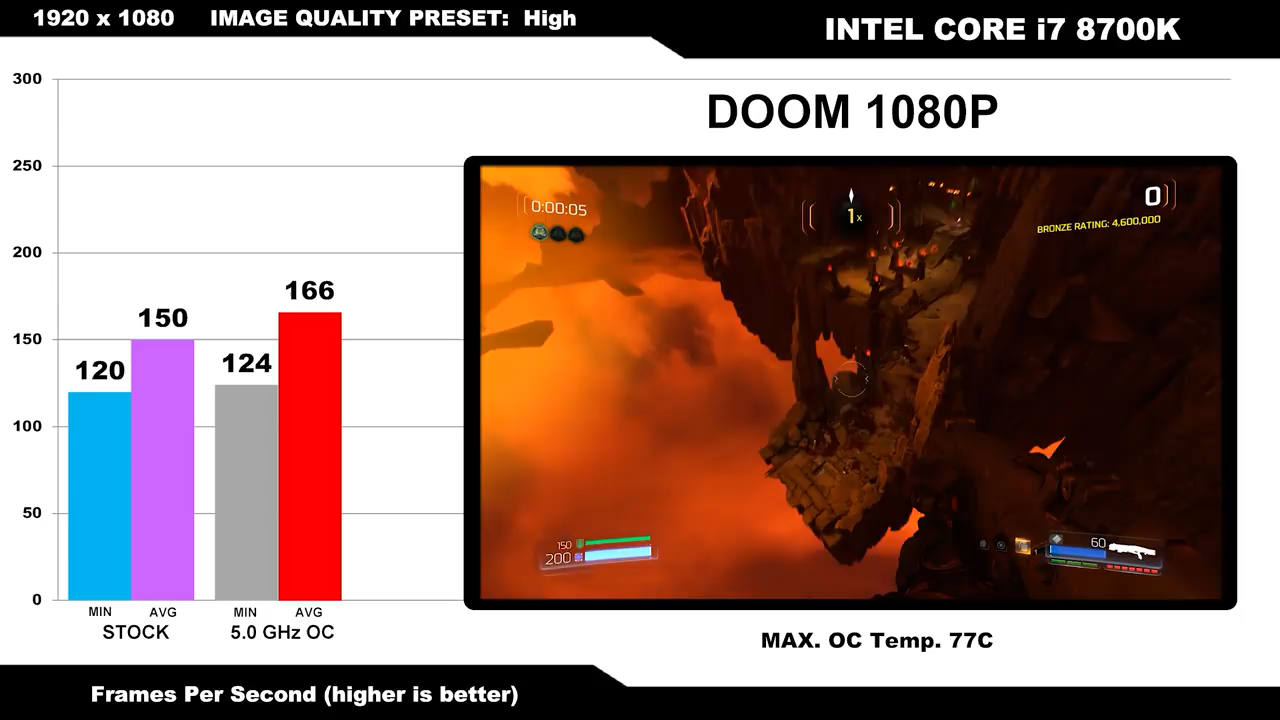 1920 x 1080 IMAGE QUALITY PRESET: High
INTEL CORE i7 8700K
DOOM 1080P
300
250
200
150
100
50
0
120
150
124
166
MIN AVG MIN AVG
STOCK 5.0 GHz OC
0:00:05
1x
0
BRONZE RATING: 4,600,000
150
200
60
MAX. OC Temp. 77C
Frames Per Second (higher is better)